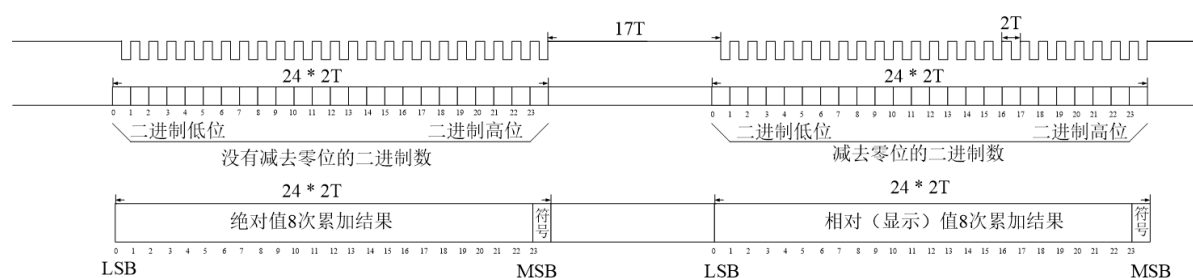 17T
2T
24 * 2T
24 * 2T
0 1 2 3 4 5 6 7 8 9 10 11 12 13 14 15 16 17 18 19 20 21 22 23
0 1 2 3 4 5 6 7 8 9 10 11 12 13 14 15 16 17 18 19 20 21 22 23
二进制低位 二进制高位
二进制低位 二进制高位
没有减去零位的二进制数
减去零位的二进制数
24 * 2T
24 * 2T
绝对值8次累加结果 符号
相对（显示）值8次累加结果 符号
0 1 2 3 4 5 6 7 8 9 10 11 12 13 14 15 16 17 18 19 20 21 22 23
0 1 2 3 4 5 6 7 8 9 10 11 12 13 14 15 16 17 18 19 20 21 22 23
LSB MSB
LSB MSB